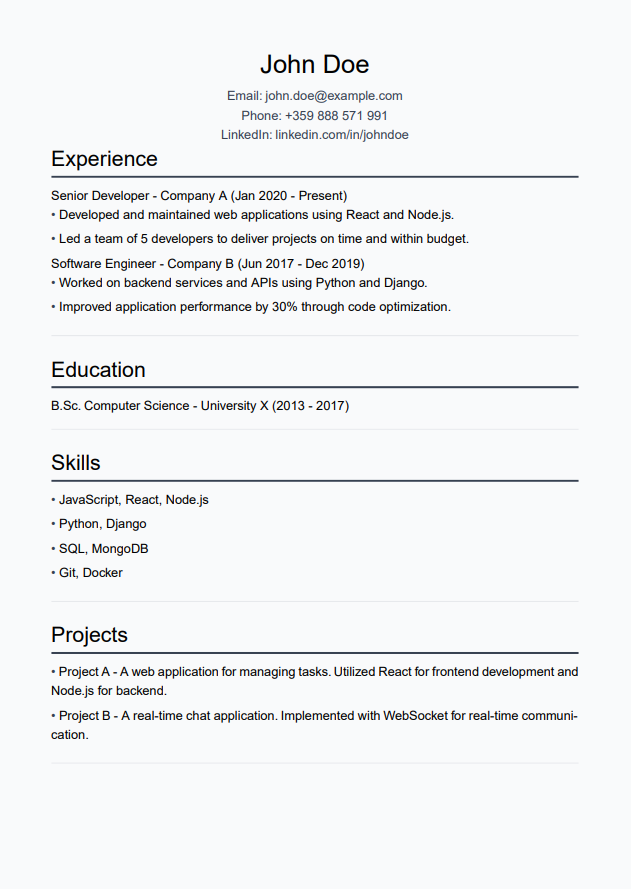 John Doe
Email: john.doe@example.com
Phone: +359 888 571 991
LinkedIn: linkedin.com/in/johndoe
Experience
Senior Developer - Company A (Jan 2020 - Present)
• Developed and maintained web applications using React and Node.js.
• Led a team of 5 developers to deliver projects on time and within budget.
Software Engineer - Company B (Jun 2017 - Dec 2019)
• Worked on backend services and APIs using Python and Django.
• Improved application performance by 30% through code optimization.
Education
B.Sc. Computer Science - University X (2013 - 2017)
Skills
• JavaScript, React, Node.js
• Python, Django
• SQL, MongoDB
• Git, Docker
Projects
• Project A - A web application for managing tasks. Utilized React for frontend development and
Node.js for backend.
• Project B - A real-time chat application. Implemented with WebSocket for real-time communi-
cation.